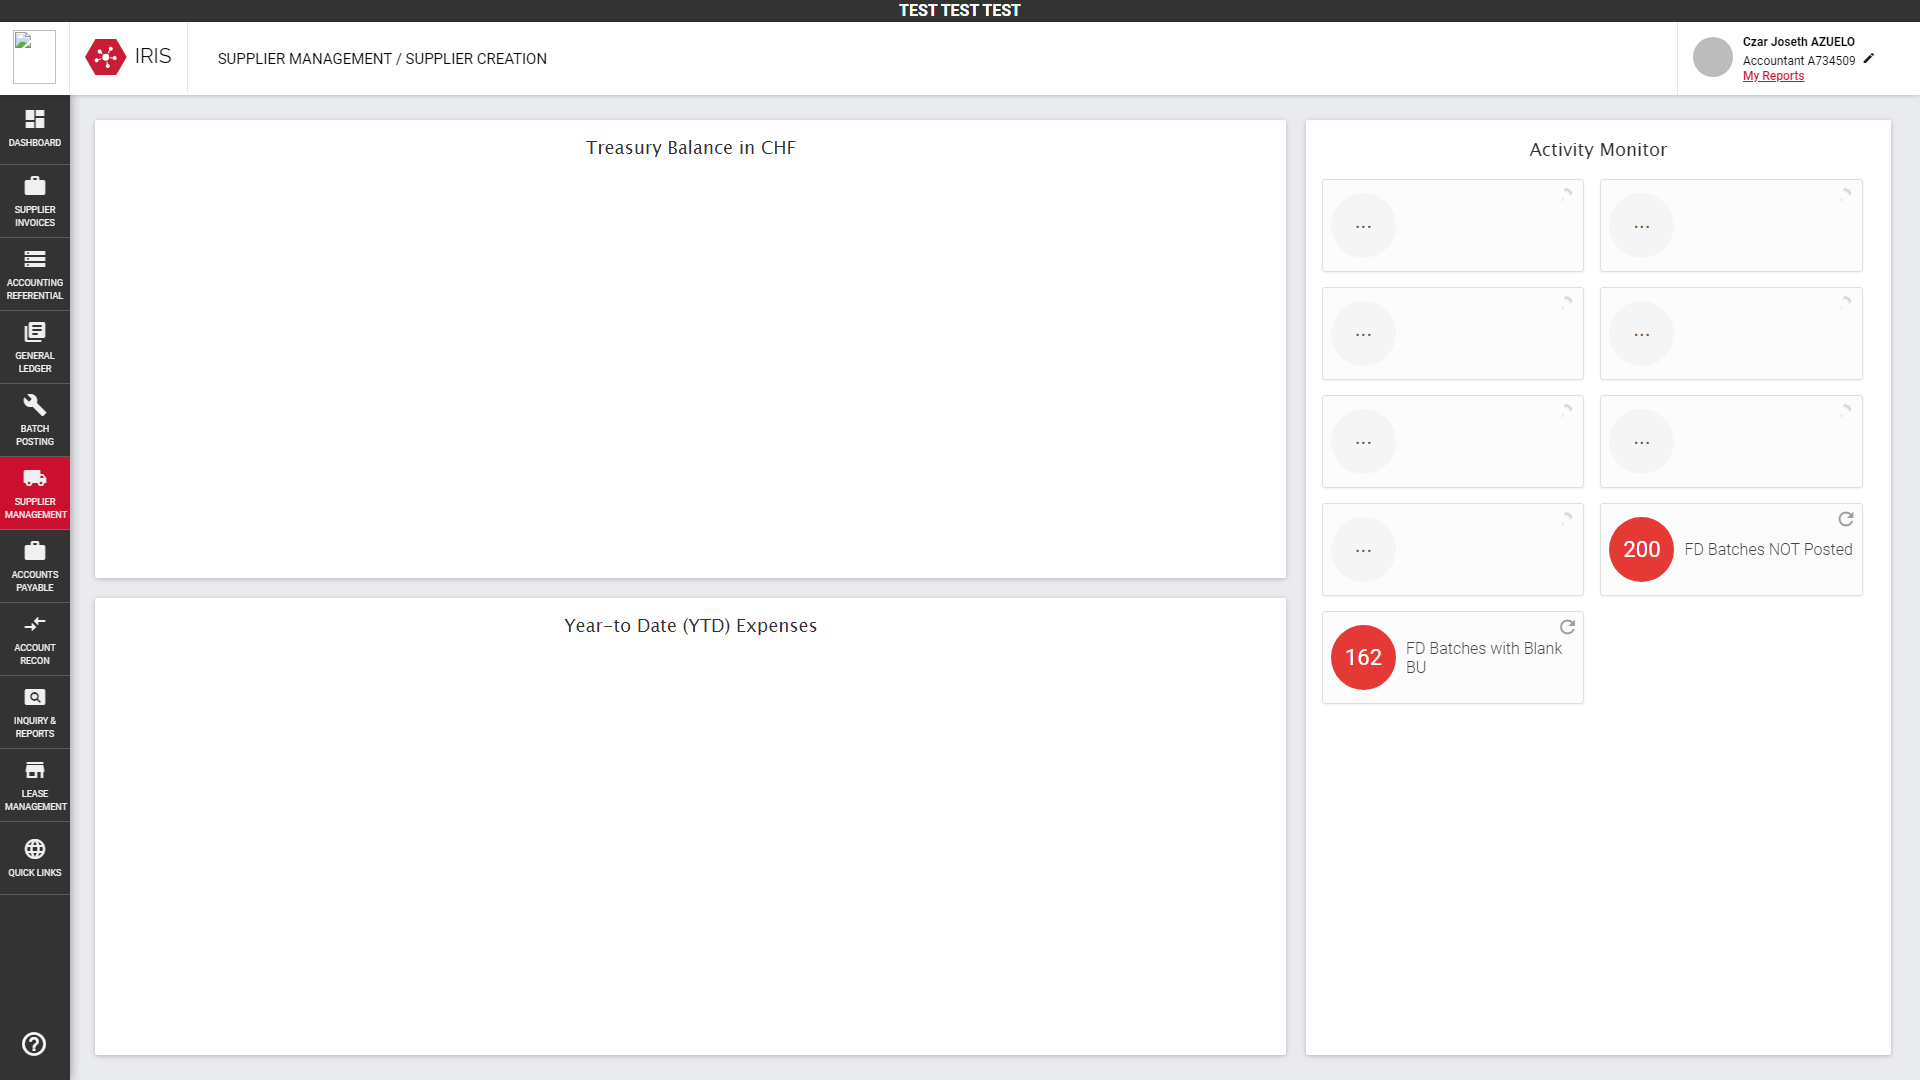 TEST TEST TEST
IRIS
SUPPLIER MANAGEMENT / SUPPLIER CREATION
Czar Joseth AZUELO
Accountant A734509
My Reports
DASHBOARD
SUPPLIER
INVOICES
ACCOUNTING
REFERENTIAL
GENERAL
LEDGER
BATCH
POSTING
SUPPLIER
MANAGEMENT
ACCOUNTS
PAYABLE
ACCOUNT
RECON
INQUIRY &
REPORTS
LEASE
MANAGEMENT
QUICK LINKS
Treasury Balance in CHF
Year-to Date (YTD) Expenses
Activity Monitor
...
...
...
...
...
...
...
200
FD Batches NOT Posted
162
FD Batches with Blank
BU